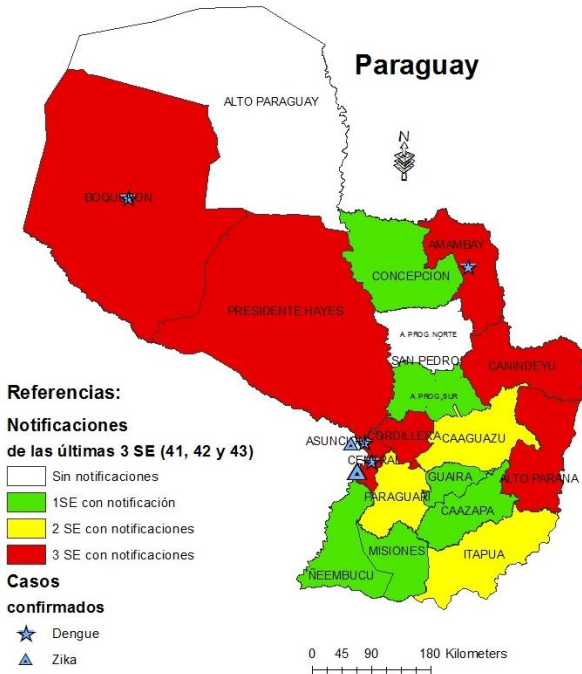 Paraguay
N
ALTO PARAGUAY
BOQUERON
AMAMBAY
CONCEPCION
PRESIDENTE HAYES
A. PROG. NORTE
SAN PEDRO
CANINDEYU
A. PROG. SUR
ASUNCION
CORDILLERA
CAAGUAZU
CENTRAL
ALTO PARANA
GUAIRA
PARAGUARI
CAAZAPA
MISIONES
ITAPUA
ÑEEMBUCU
Referencias:
Notificaciones
de las últimas 3 SE (41, 42 y 43)
Sin notificaciones
1SE con notificación
2 SE con notificaciones
3 SE con notificaciones
Casos
confirmados
Dengue
Zika
0 45 90 180 Kilometers